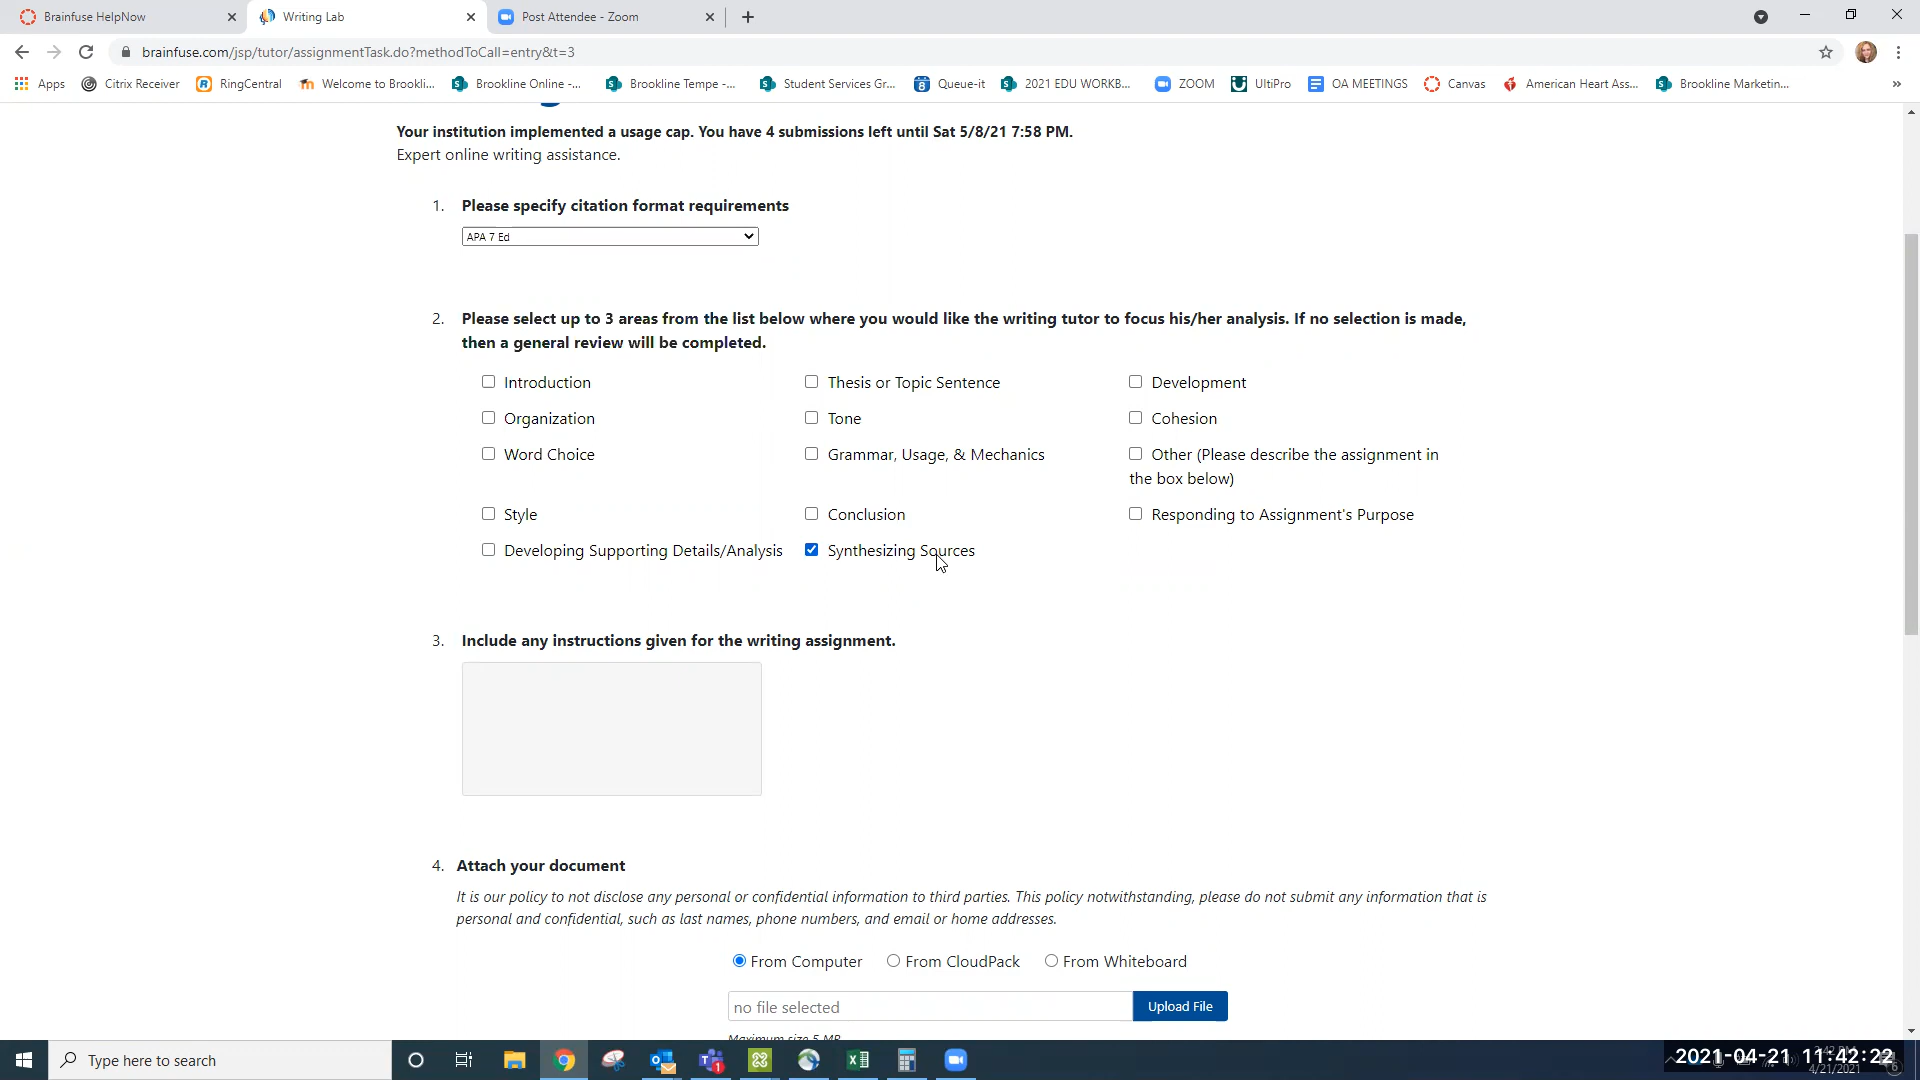 Brainfuse HelpNow
Writing Lab
Post Attendee - Zoom
brainfuse.com/jsp/tutor/assignmentTask.do?methodToCall=entry&t=3
Apps
Citrix Receiver
RingCentral
Welcome to Brookli...
Brookline Online -...
Brookline Tempe -...
Student Services Gr...
Queue-it
2021 EDU WORKB...
ZOOM
UltiPro
OA MEETINGS
Canvas
American Heart Ass...
Brookline Marketin...
Your institution implemented a usage cap. You have 4 submissions left until Sat 5/8/21 7:58 PM.
Expert online writing assistance.
1. Please specify citation format requirements
APA 7 Ed
2. Please select up to 3 areas from the list below where you would like the writing tutor to focus his/her analysis. If no selection is made,
then a general review will be completed.
Introduction
Thesis or Topic Sentence
Development
Organization
Tone
Cohesion
Word Choice
Grammar, Usage, & Mechanics
Other (Please describe the assignment in
the box below)
Style
Conclusion
Responding to Assignment's Purpose
Developing Supporting Details/Analysis
Synthesizing Sources
3. Include any instructions given for the writing assignment.
4. Attach your document
It is our policy to not disclose any personal or confidential information to third parties. This policy notwithstanding, please do not submit any information that is
personal and confidential, such as last names, phone numbers, and email or home addresses.
From Computer
From CloudPack
From Whiteboard
no file selected
Upload File
Maximum size 5 MB
Type here to search
2021-04-21 11:42:22
4/21/2021